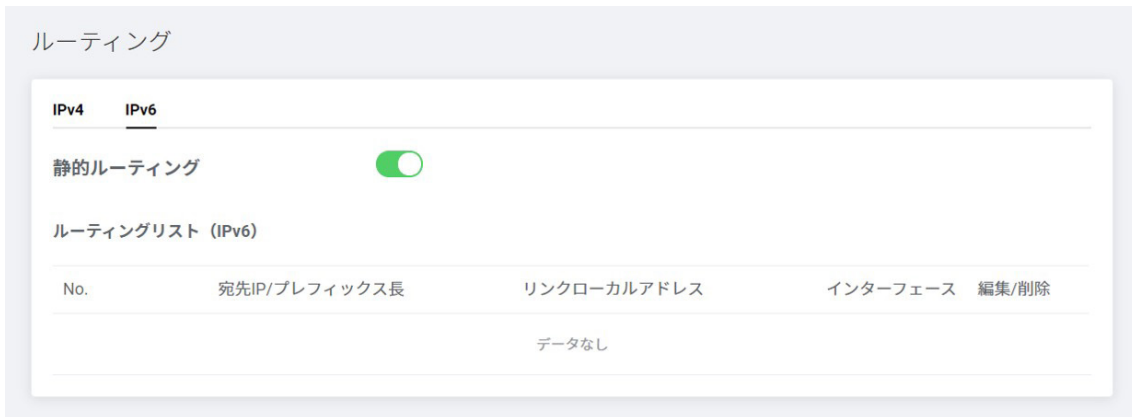 ルーティング
IPv4 IPv6
静的ルーティング
ルーティングリスト（IPv6）
No. 宛先IP/プレフィックス長 リンクローカルアドレス インターフェース 編集/削除
データなし